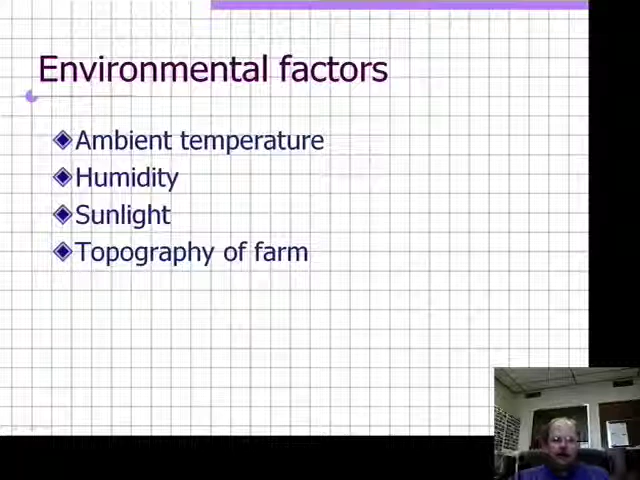 Environmental factors
Ambient temperature
Humidity
Sunlight
Topography of farm